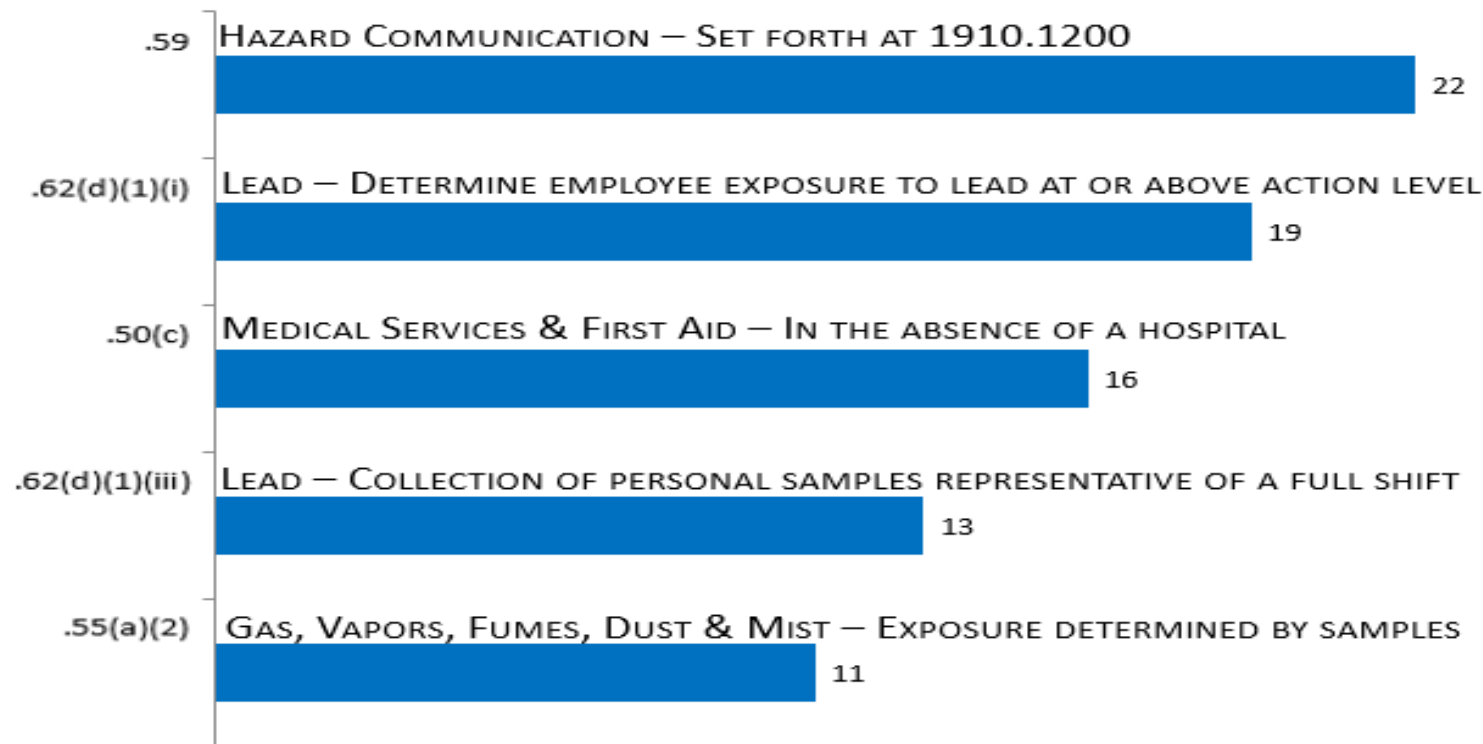 .59 HAZARD COMMUNICATION – SET FORTH AT 1910.1200
22
.62(d)(1)(i) LEAD – DETERMINE EMPLOYEE EXPOSURE TO LEAD AT OR ABOVE ACTION LEVEL
19
.50(c) MEDICAL SERVICES & FIRST AID – IN THE ABSENCE OF A HOSPITAL
16
.62(d)(1)(iii) LEAD – COLLECTION OF PERSONAL SAMPLES REPRESENTATIVE OF A FULL SHIFT
13
.55(a)(2) GAS, VAPORS, FUMES, DUST & MIST – EXPOSURE DETERMINED BY SAMPLES
11